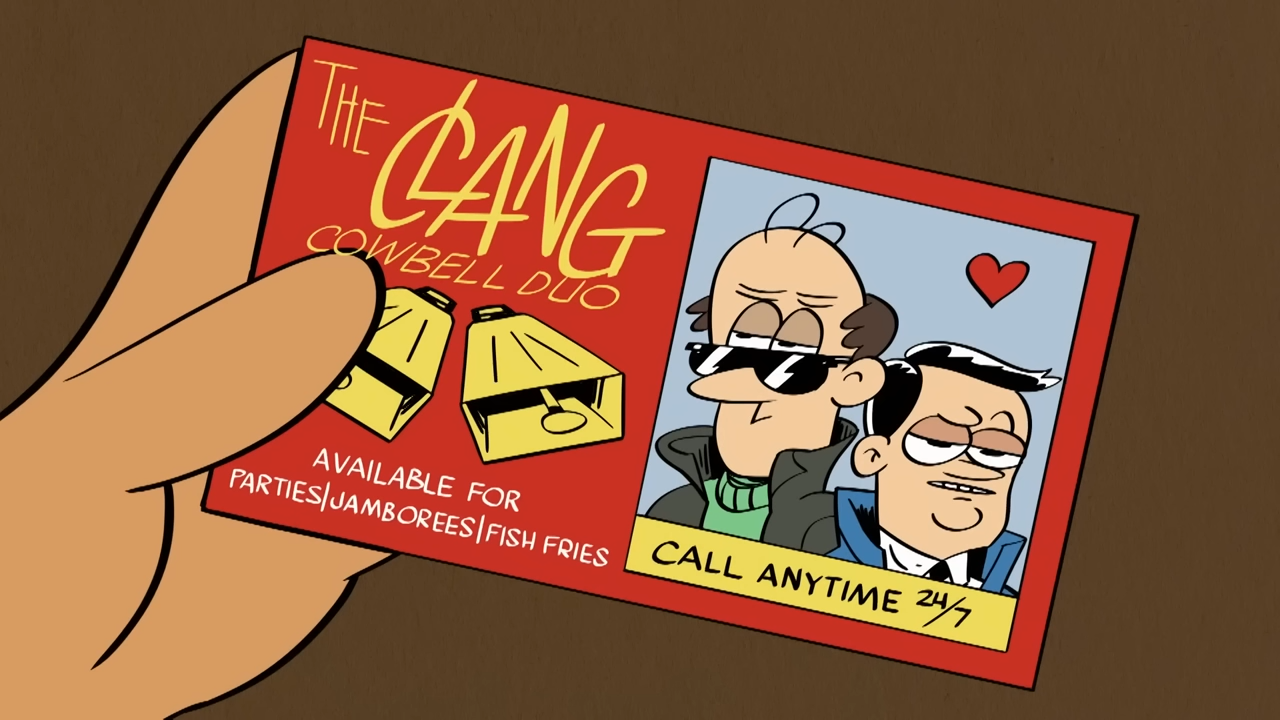 THE CLANG
COWBELL DUO
AVAILABLE FOR
PARTIES|JAMBOREES|FISH FRIES
CALL ANYTIME 24/7